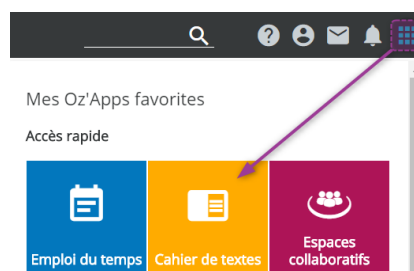 Mes Oz'Apps favorites
Accès rapide
Emploi du temps
Cahier de textes
Espaces
collaboratifs